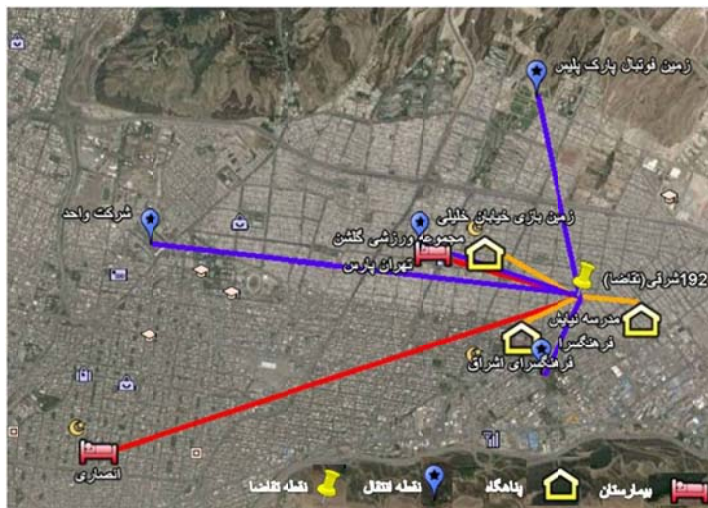 زمین فوتبال پارک پلیس
شرکت واحد
زمین بازی خیابان خلیلی
مجموعه ورزشی گلشن
تهران پارس
192شرقی(تقاضا)
مدرسه نیایش
فرهنگسرا
فرهنگسرای اشراق
انصاری
بیمارستان
پناهگاه
نقطه انتقال
نقطه تقاضا